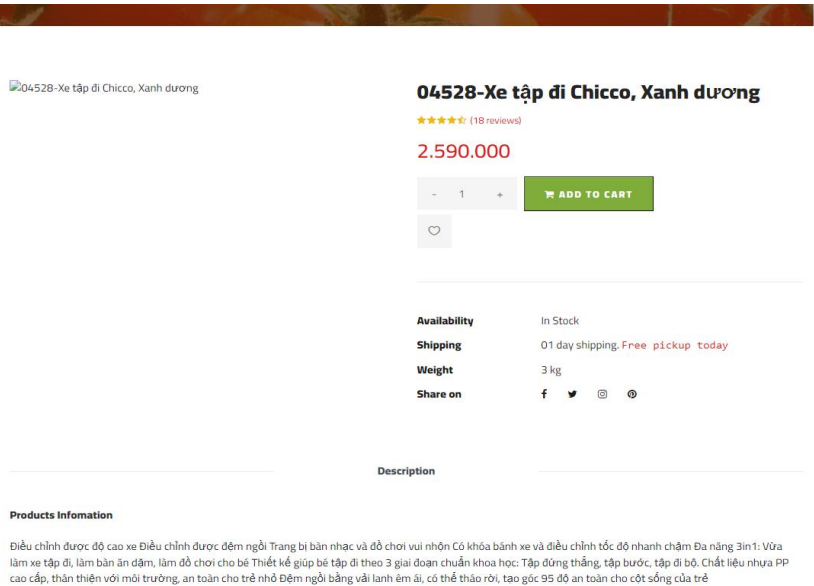 04528-Xe tập đi Chicco, Xanh dương
04528-Xe tập đi Chicco, Xanh dương
(18 reviews)
2.590.000
- 1 +
ADD TO CART
Availability In Stock
Shipping 01 day shipping. Free pickup today
Weight 3 kg
Share on
Description
Products Infomation
Điều chỉnh được độ cao xe Điều chỉnh được đệm ngồi Trang bị bàn nhạc và đồ chơi vui nhộn Có khóa bánh xe và điều chỉnh tốc độ nhanh chậm Đa năng 3in1: Vừa
làm xe tập đi, làm bàn ăn dặm, làm đồ chơi cho bé Thiết kế giúp bé tập đi theo 3 giai đoạn chuẩn khoa học: Tập đứng thẳng, tập bước, tập đi bộ. Chất liệu nhựa PP
cao cấp, thân thiện với môi trường, an toàn cho trẻ nhỏ Đệm ngồi bằng vải lanh êm ái, có thể tháo rời, tạo góc 95 độ an toàn cho cột sống của trẻ